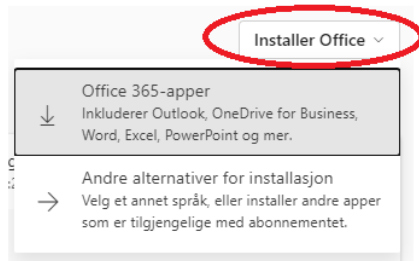 Installer Office
Office 365-apper
Inkluderer Outlook, OneDrive for Business,
Word, Excel, PowerPoint og mer.
Andre alternativer for installasjon
Velg et annet språk, eller installer andre apper
som er tilgjengelige med abonnementet.